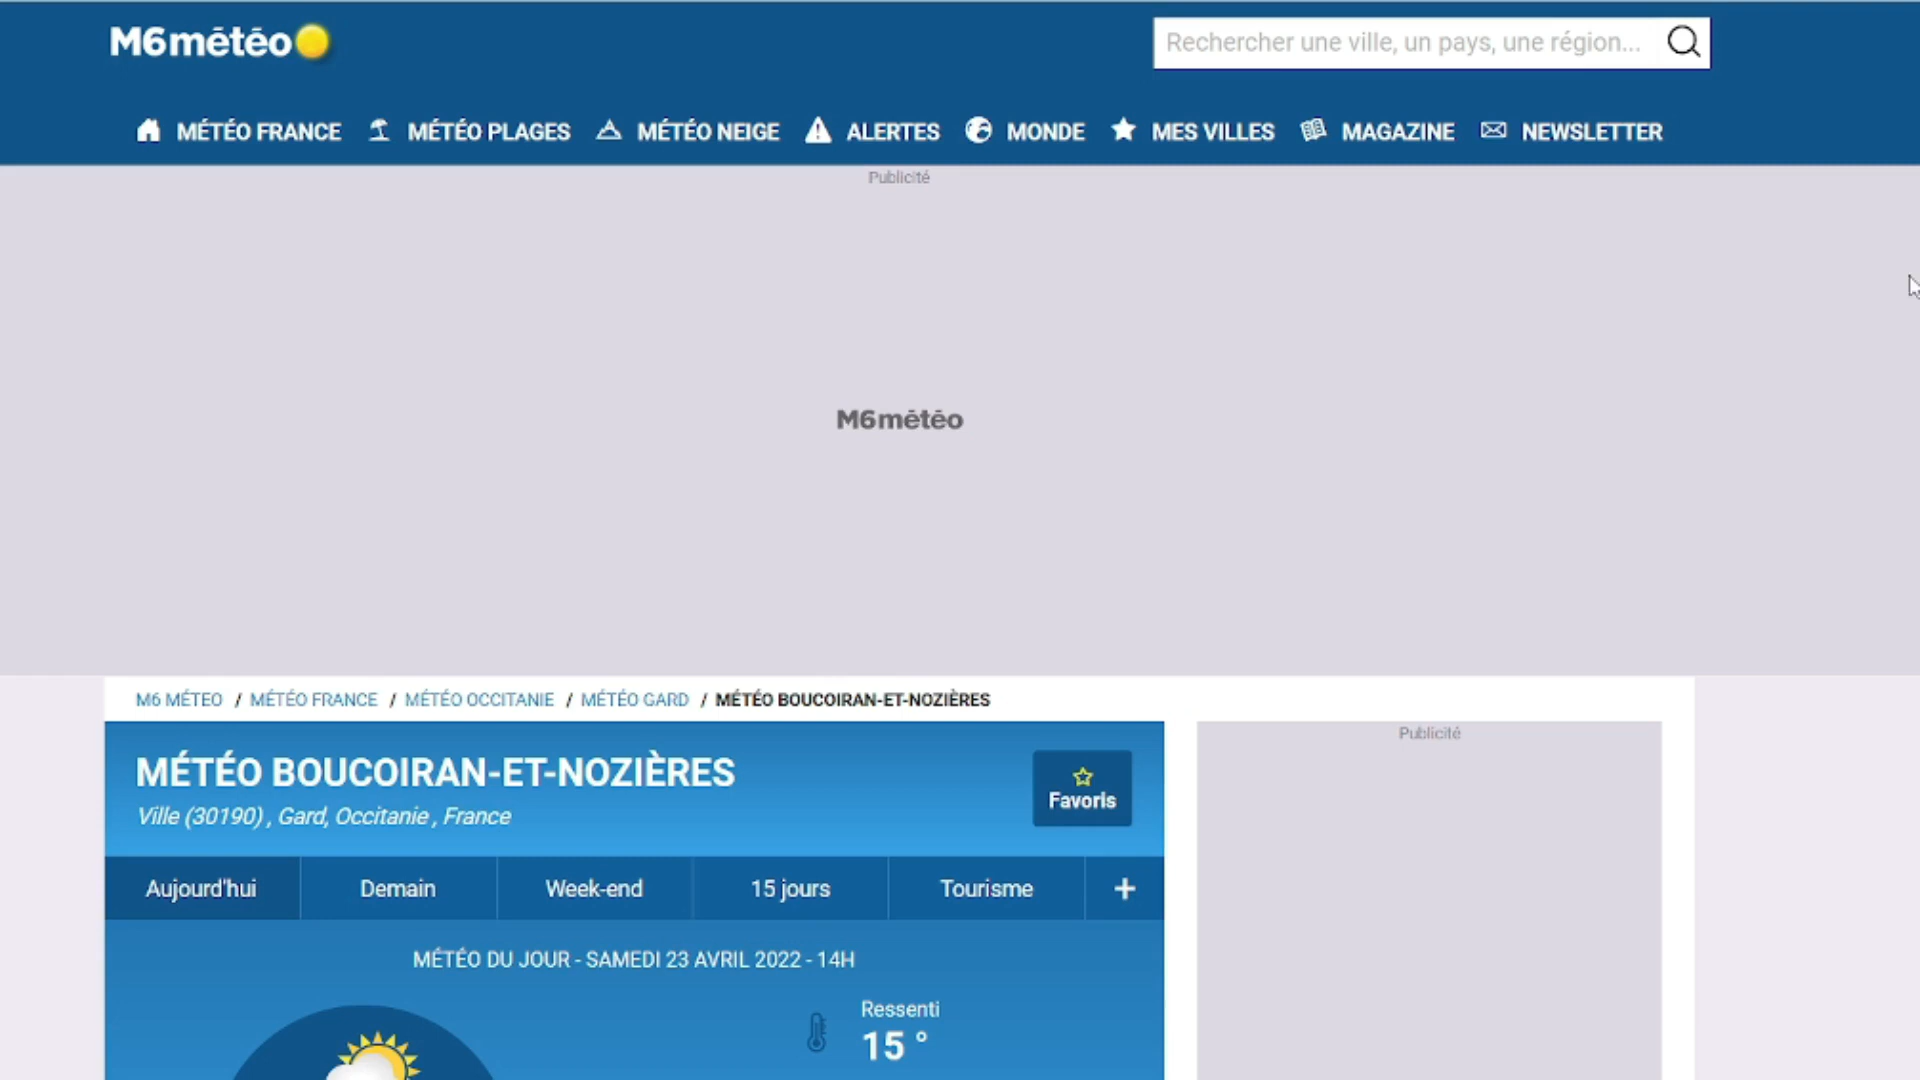 M6météo
Rechercher une ville, un pays, une région...
MÉTÉO FRANCE MÉTÉO PLAGES MÉTÉO NEIGE ALERTES MONDE MES VILLES MAGAZINE NEWSLETTER
Publicité
M6météo
M6 MÉTEO / MÉTÉO FRANCE / MÉTÉO OCCITANIE / MÉTÉO GARD / MÉTÉO BOUCOIRAN-ET-NOZIÈRES
MÉTÉO BOUCOIRAN-ET-NOZIÈRES
Ville (30190) , Gard, Occitanie , France
Favoris
Publicité
Aujourd'hui Demain Week-end 15 jours Tourisme +
MÉTÉO DU JOUR - SAMEDI 23 AVRIL 2022 - 14H
Ressenti
15 °